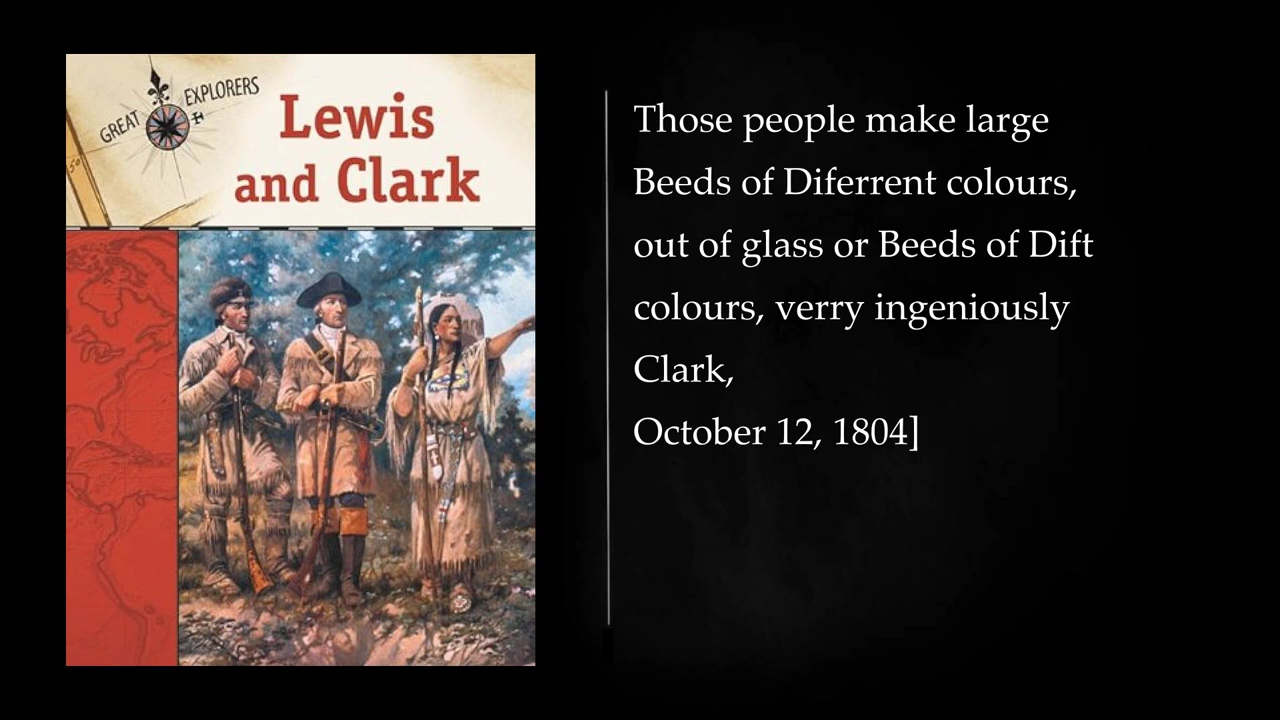 GREAT EXPLORERS
Lewis
and Clark
50
Those people make large
Beeds of Diferrent colours,
out of glass or Beeds of Dift
colours, verry ingeniously
Clark,
October 12, 1804]